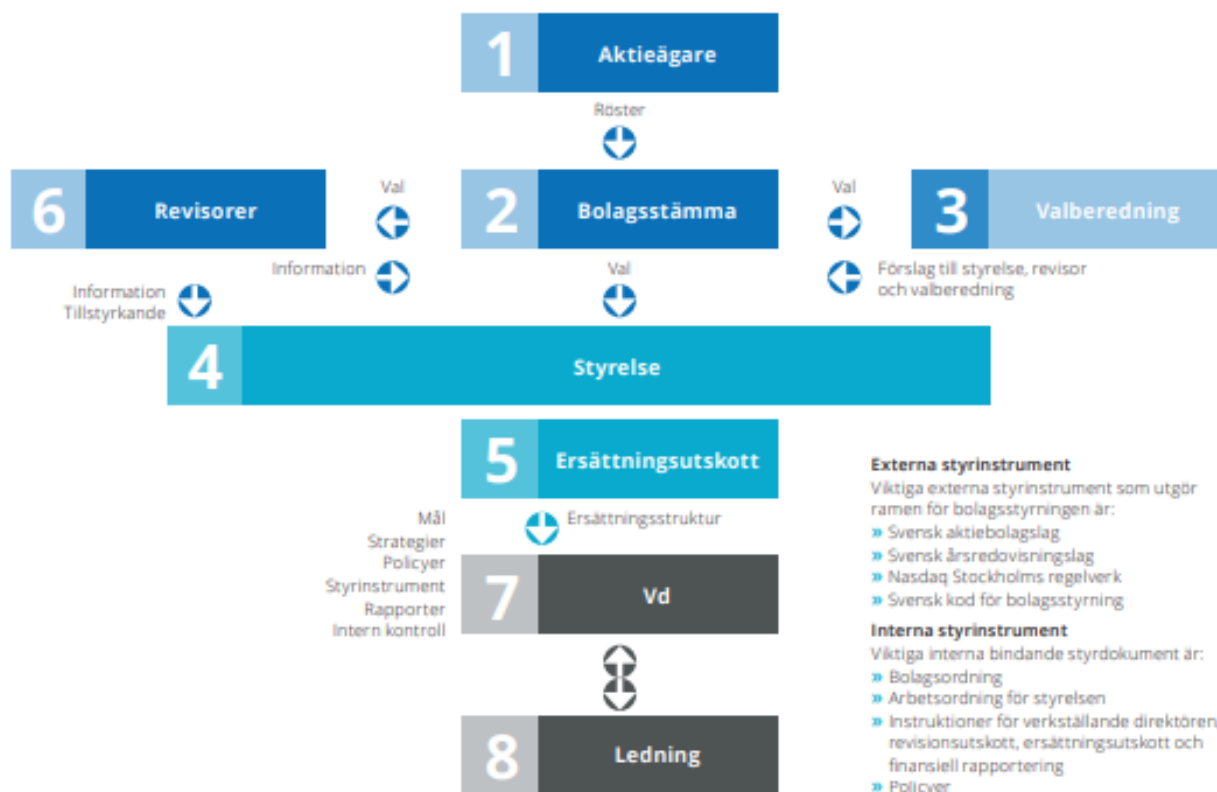 1
Aktieägare
Röster
6
Revisorer
Val
2
Bolagsstämma
Val
3
Valberedning
Information
Val
Förslag till styrelse, revisor
och valberedning
Information
Tillstyrkande
4
Styrelse
5
Ersättningsutskott
Mål
Strategier
Policyer
Styrinstrument
Rapporter
Intern kontroll
Ersättningsstruktur
7
Vd
8
Ledning
Externa styrinstrument
Viktiga externa styrinstrument som utgör
ramen för bolagsstyrningen är:
» Svensk aktiebolagslag
» Svensk årsredovisningslag
» Nasdaq Stockholms regelverk
» Svensk kod för bolagsstyrning
Interna styrinstrument
Viktiga interna bindande styrdokument är:
» Bolagsordning
» Arbetsordning för styrelsen
» Instruktioner för verkställande direktören,
revisionsutskott, ersättningsutskott och
finansiell rapportering
» Policyer